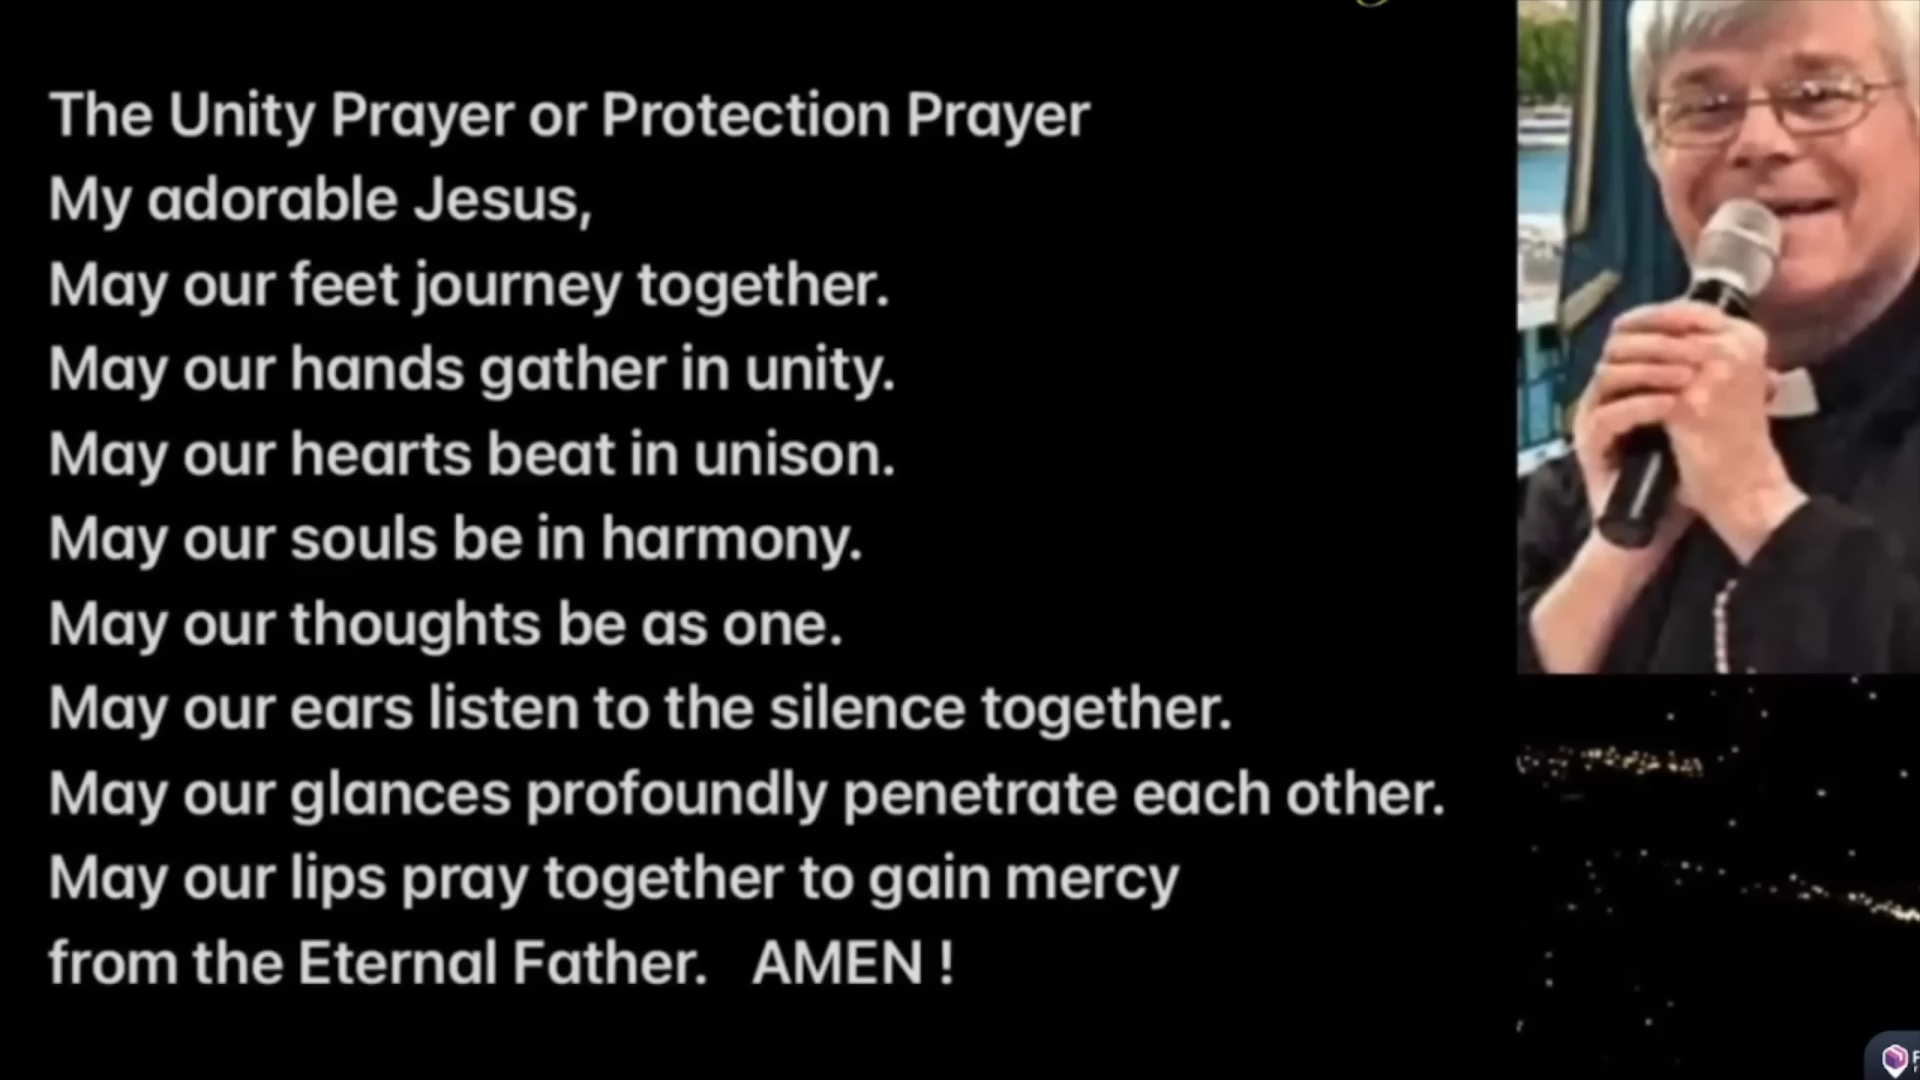 The Unity Prayer or Protection Prayer
My adorable Jesus,
May our feet journey together.
May our hands gather in unity.
May our hearts beat in unison.
May our souls be in harmony.
May our thoughts be as one.
May our ears listen to the silence together.
May our glances profoundly penetrate each other.
May our lips pray together to gain mercy
from the Eternal Father. AMEN !